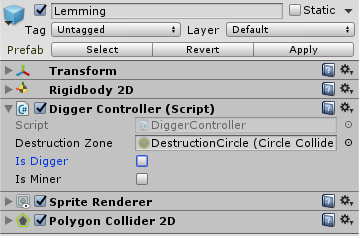 Lemming Static
Tag Untagged Layer Default
Prefab Select Revert Apply
Transform
Rigidbody 2D
Digger Controller (Script)
Script DiggerController
Destruction Zone DestructionCircle (Circle Collide
Is Digger
Is Miner
Sprite Renderer
Polygon Collider 2D